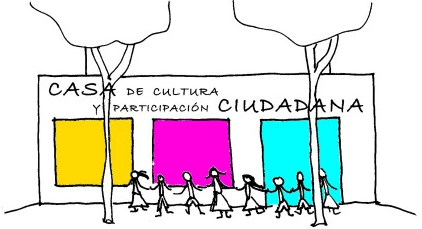 CASA DE CULTURA
Y PARTICIPACIÓN CIUDADANA